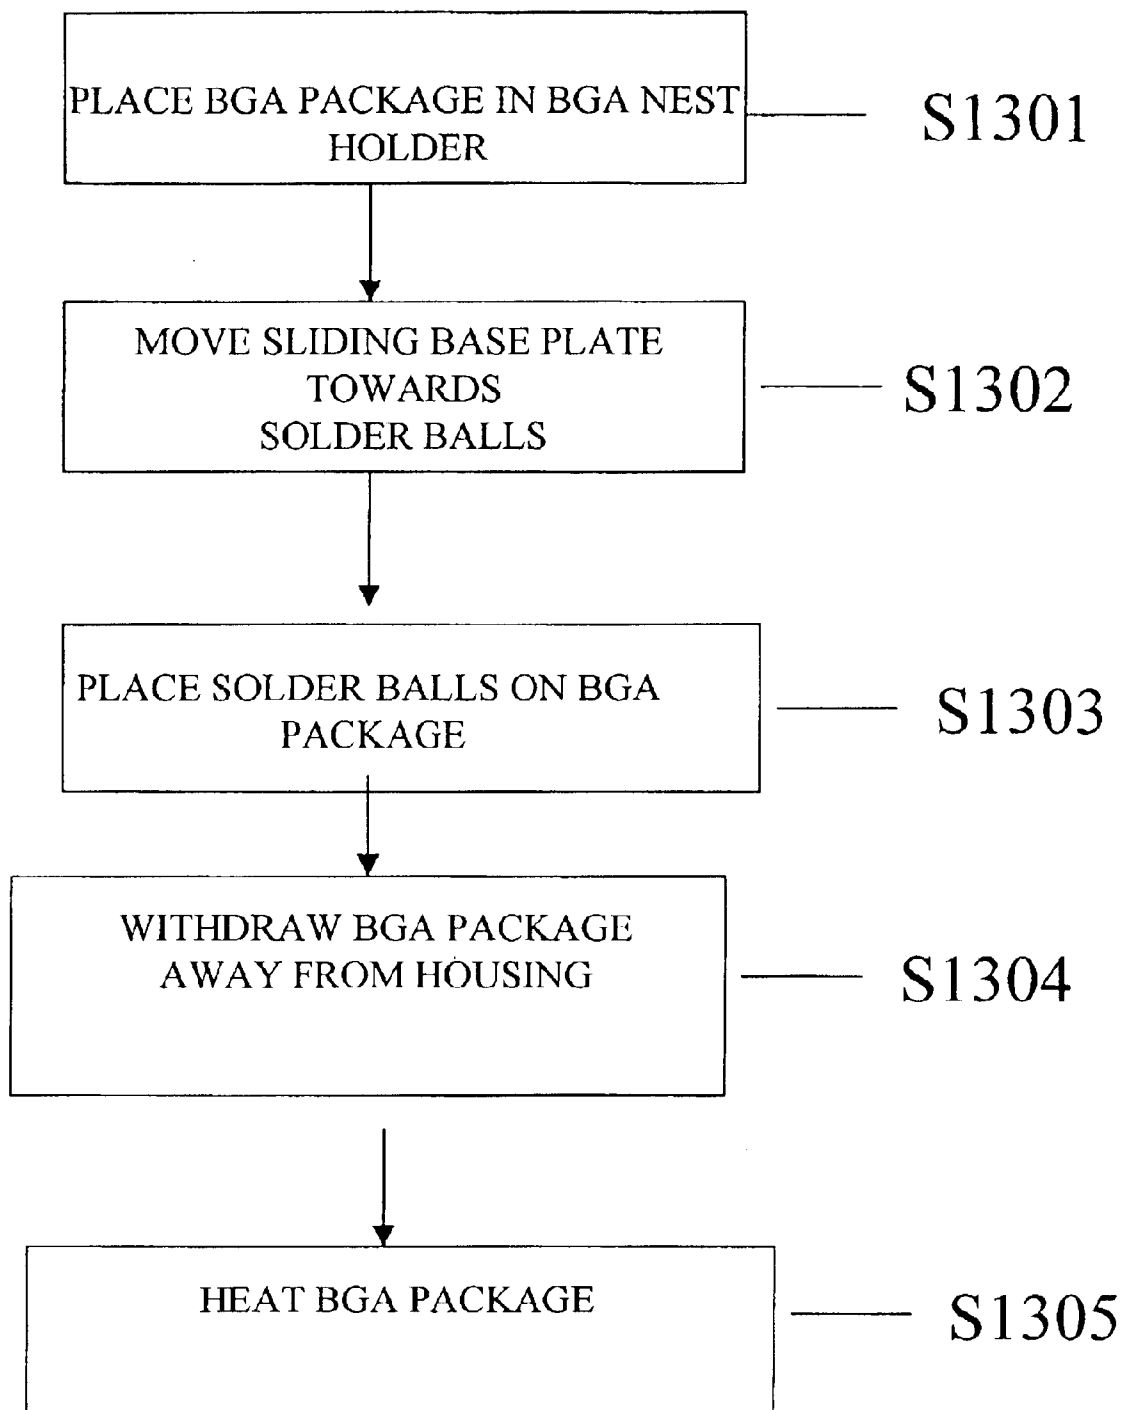 PLACE BGA PACKAGE IN BGA NEST
HOLDER
S1301
MOVE SLIDING BASE PLATE
TOWARDS
SOLDER BALLS
S1302
PLACE SOLDER BALLS ON BGA
PACKAGE
S1303
WITHDRAW BGA PACKAGE
AWAY FROM HOUSING
S1304
HEAT BGA PACKAGE
S1305